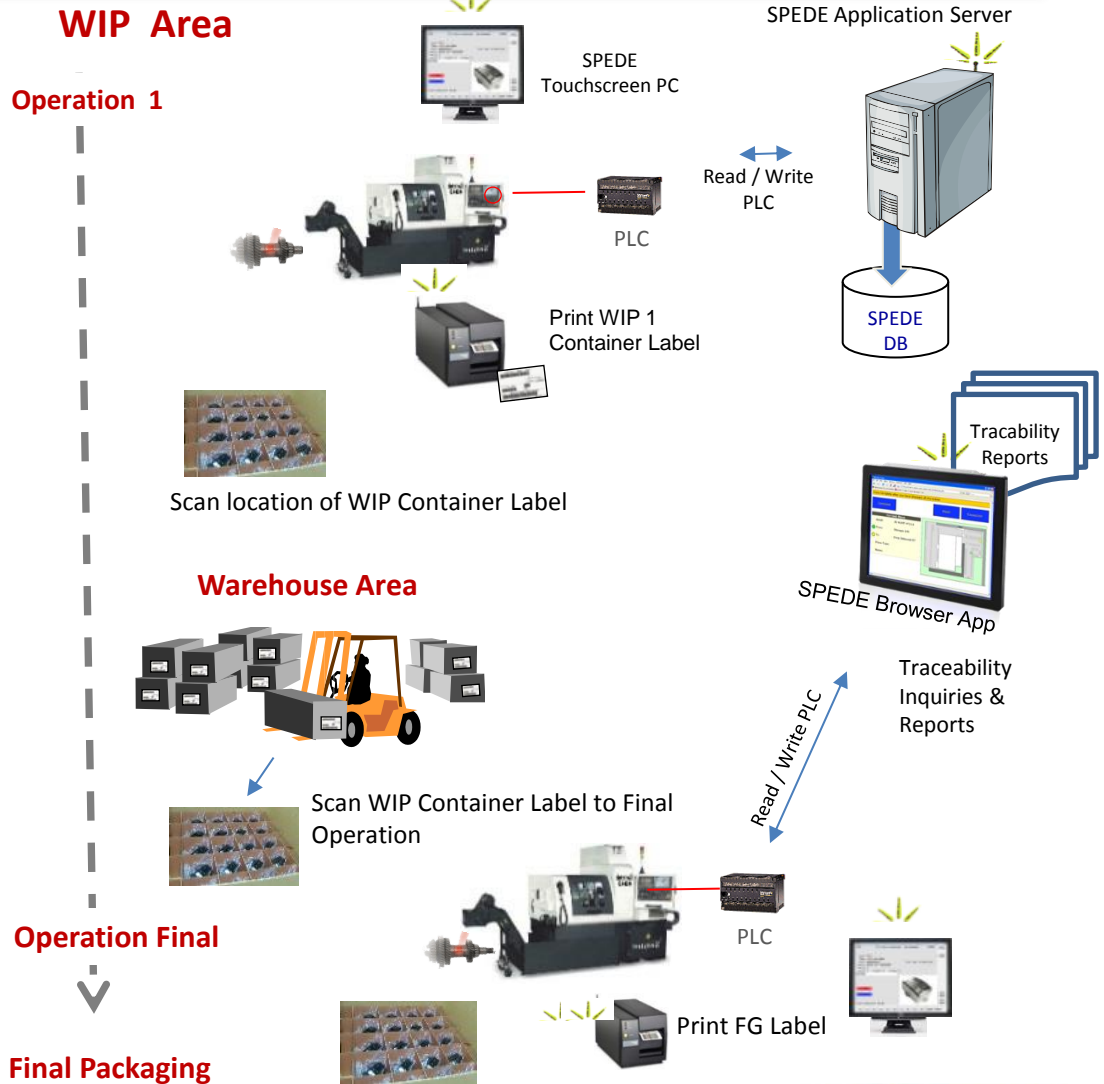 WIP Area
SPEDE Application Server
Operation 1
SPEDE
Touchscreen PC
Read / Write
PLC
PLC
Print WIP 1
Container Label
SPEDE
DB
Tracability
Reports
Scan location of WIP Container Label
SPEDE Browser App
Warehouse Area
Traceability
Inquiries &
Reports
Read / Write PLC
Scan WIP Container Label to Final
Operation
Operation Final
PLC
Print FG Label
Final Packaging